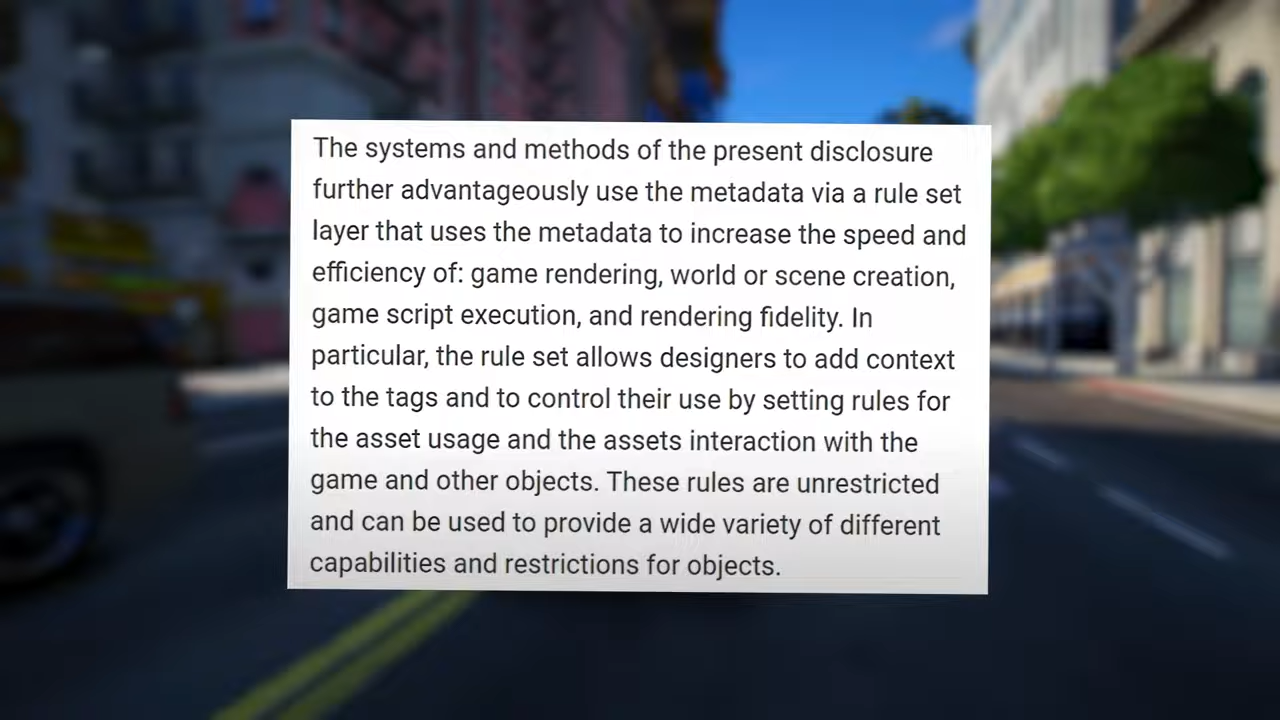 The systems and methods of the present disclosure
further advantageously use the metadata via a rule set
layer that uses the metadata to increase the speed and
efficiency of: game rendering, world or scene creation,
game script execution, and rendering fidelity. In
particular, the rule set allows designers to add context
to the tags and to control their use by setting rules for
the asset usage and the assets interaction with the
game and other objects. These rules are unrestricted
and can be used to provide a wide variety of different
capabilities and restrictions for objects.